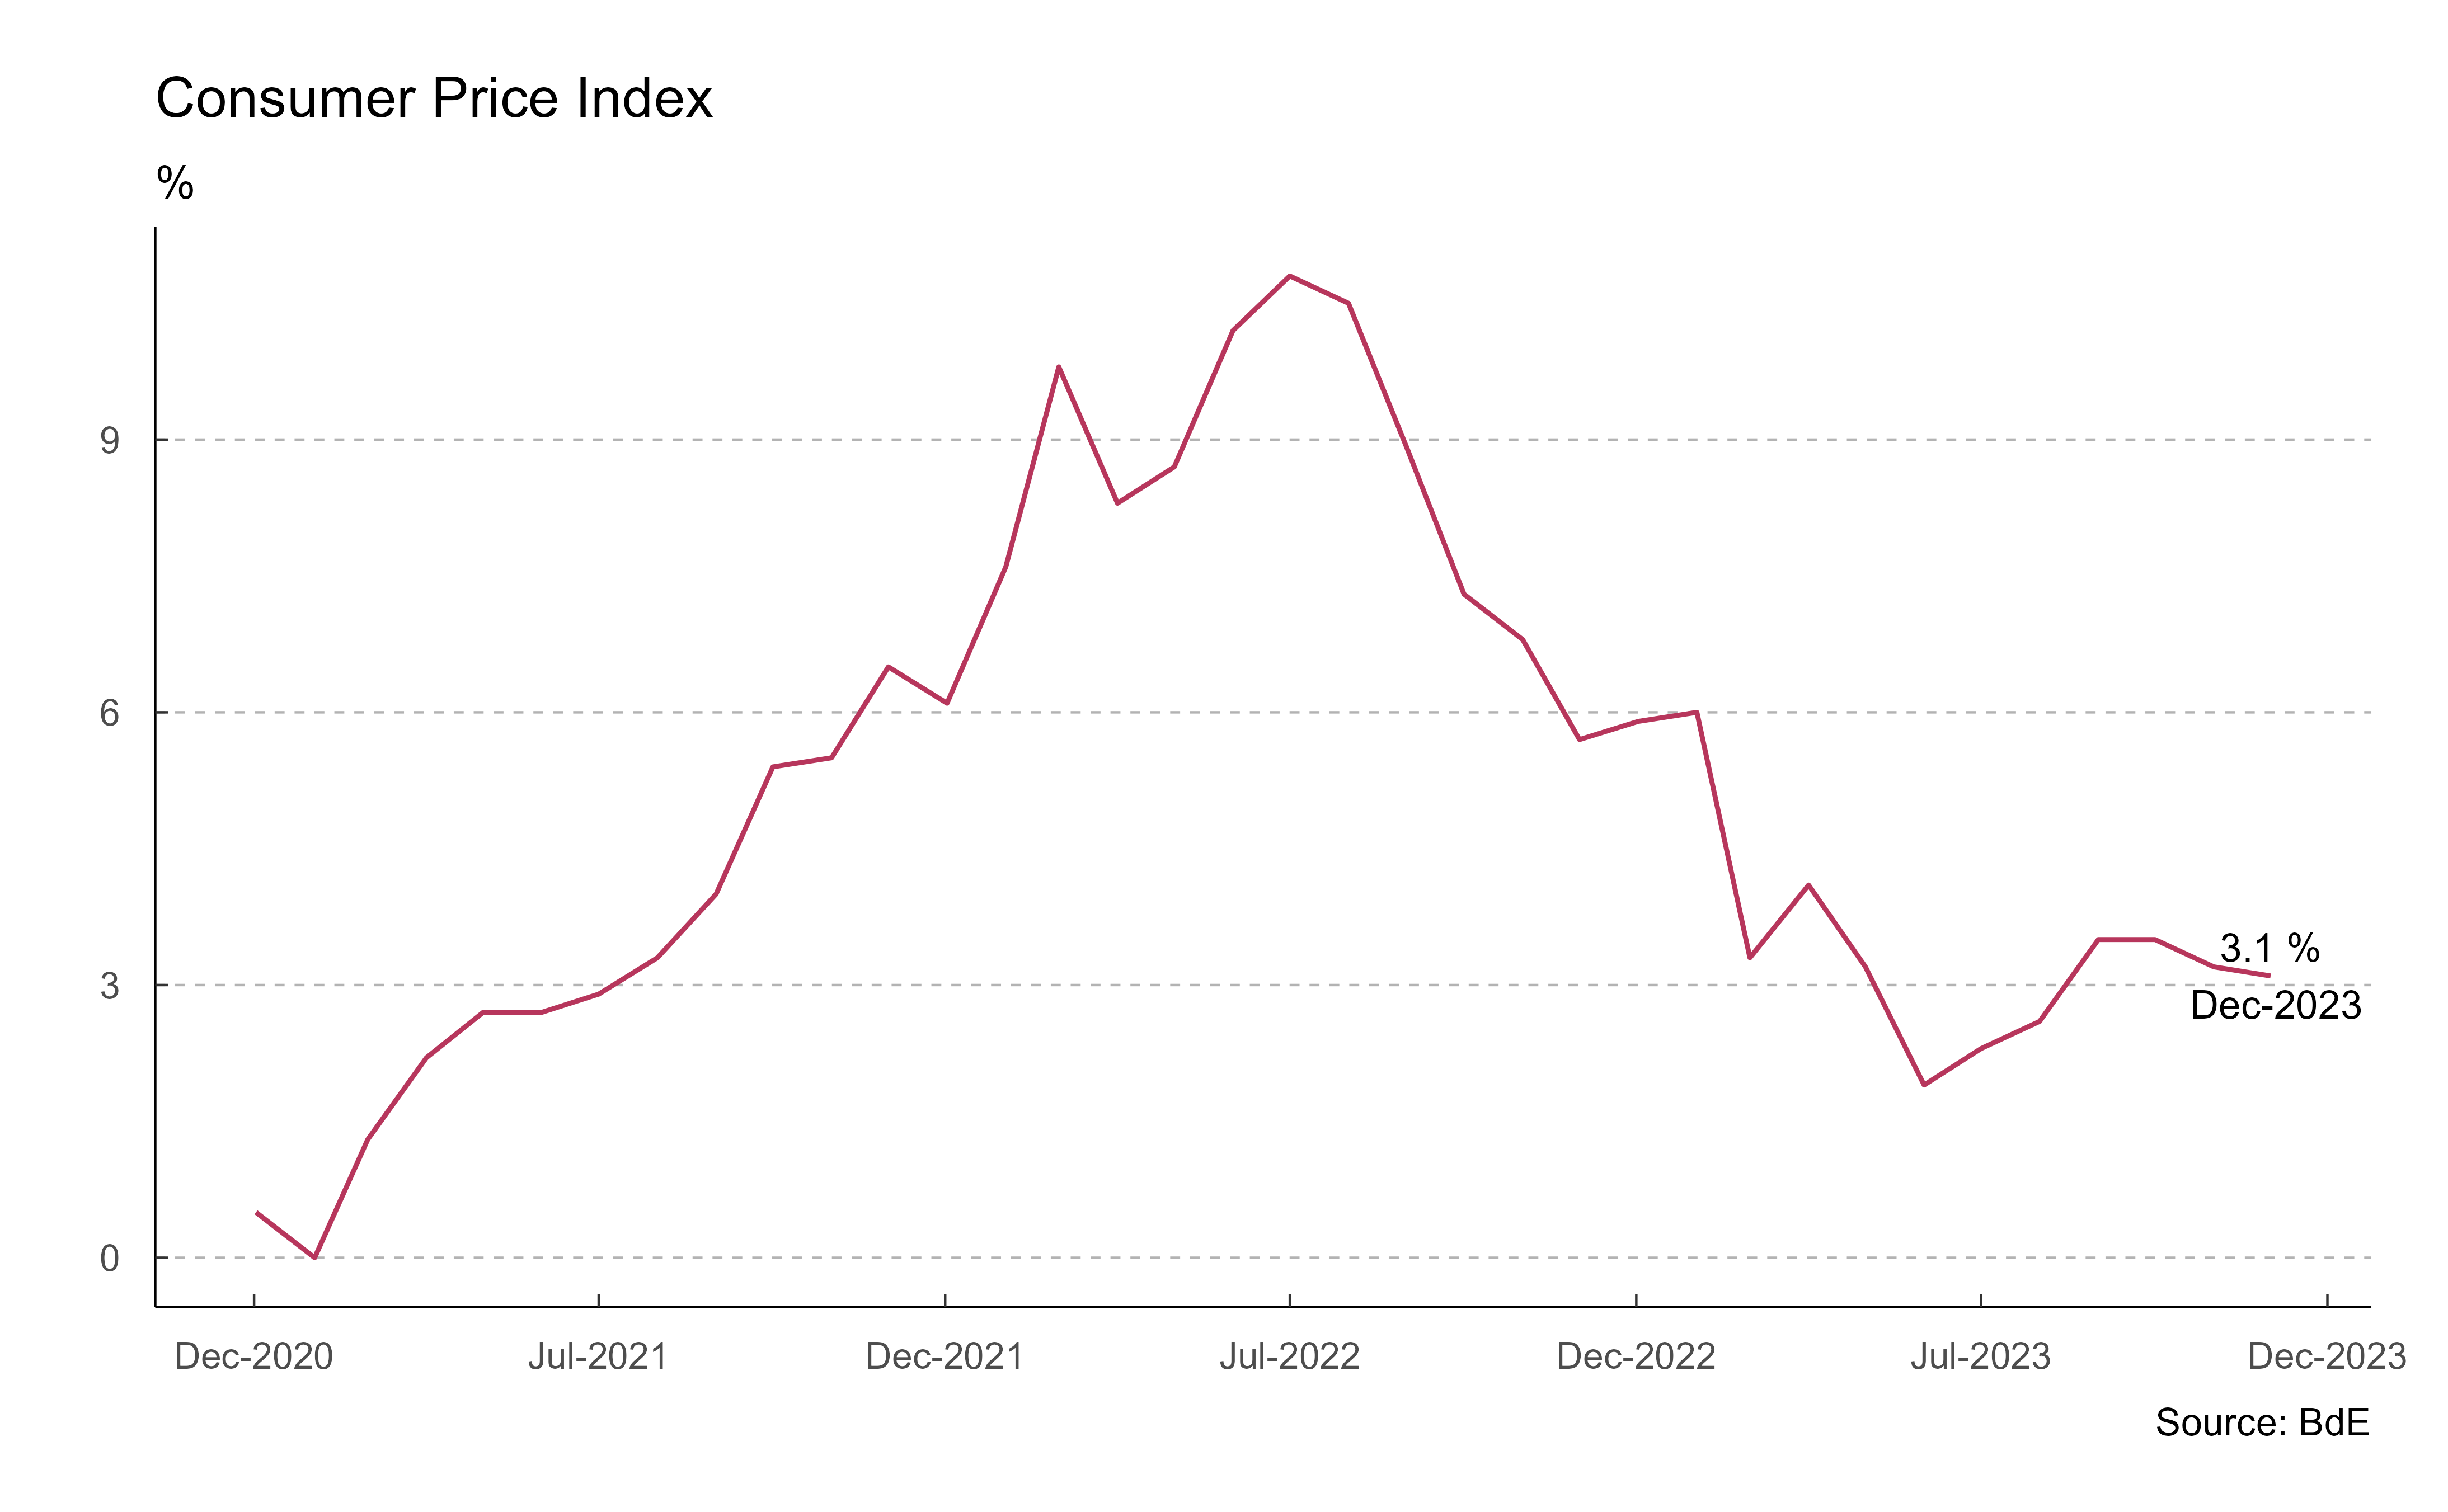 Consumer Price Index
%
9
6
3
0
3.1 %
Dec-2023
Dec-2020 Jul-2021 Dec-2021 Jul-2022 Dec-2022 Jul-2023 Dec-2023
Source: BdE